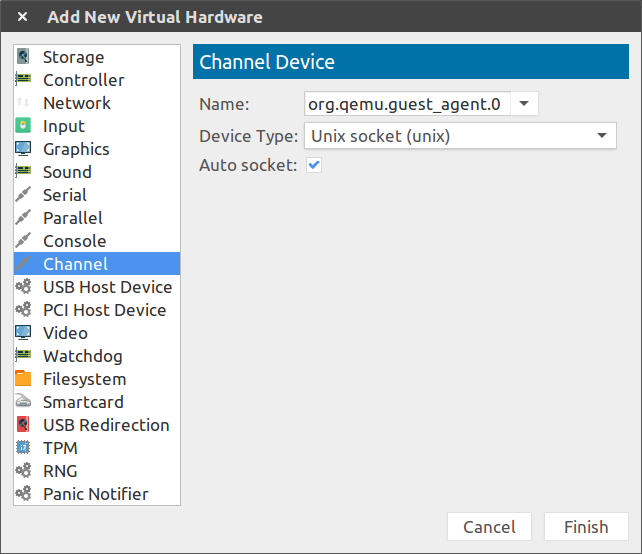 Add New Virtual Hardware
Storage
Controller
Network
Input
Graphics
Sound
Serial
Parallel
Console
Channel
USB Host Device
PCI Host Device
Video
Watchdog
Filesystem
Smartcard
USB Redirection
TPM
RNG
Panic Notifier
Channel Device
Name: org.qemu.guest_agent.0
Device Type: Unix socket (unix)
Auto socket:
Cancel Finish